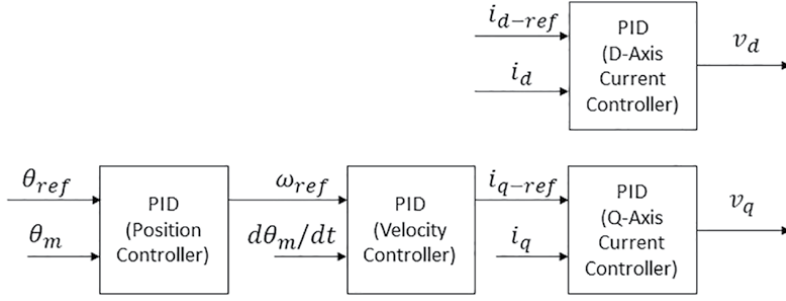 i_{d-ref}
i_d
PID
(D-Axis
Current
Controller)
v_d
θ_{ref}
θ_m
PID
(Position
Controller)
ω_{ref}
dθ_m/dt
PID
(Velocity
Controller)
i_{q-ref}
i_q
PID
(Q-Axis
Current
Controller)
v_q